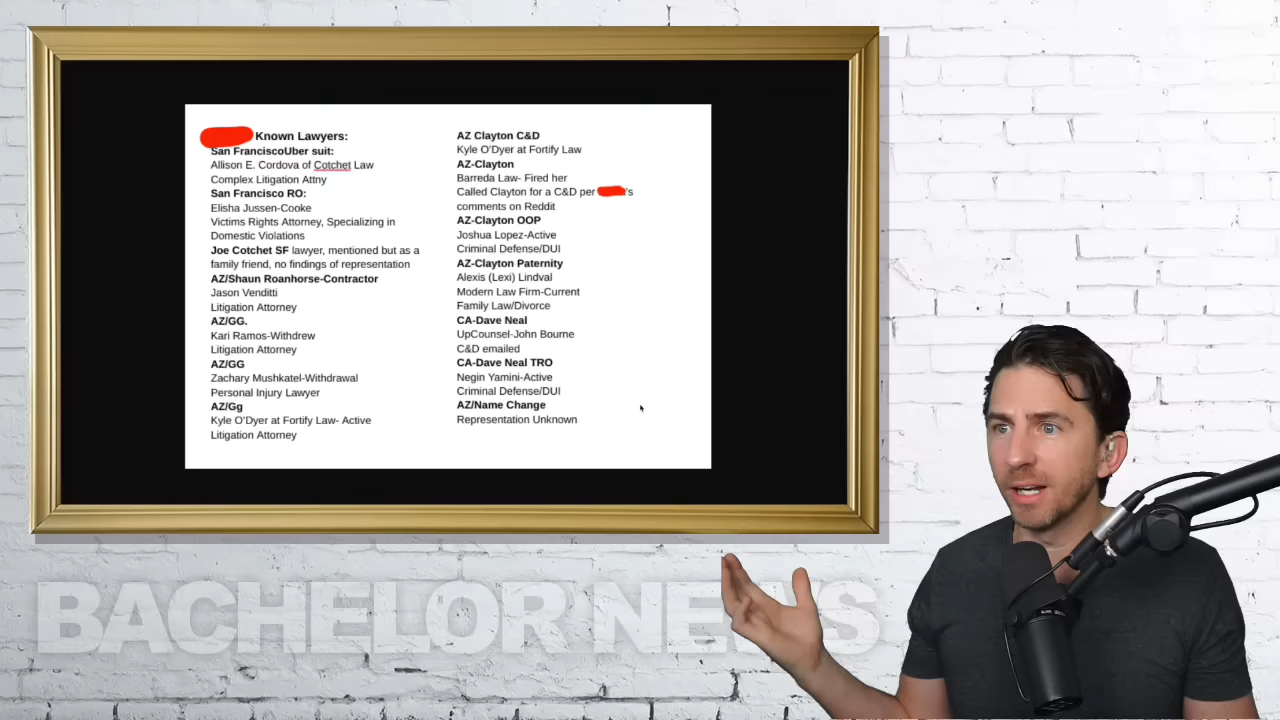 Known Lawyers:
San FranciscoUber suit:
Allison E. Cordova of Cotchet Law
Complex Litigation Attny
San Francisco RO:
Elisha Jussen-Cooke
Victims Rights Attorney, Specializing in
Domestic Violations
Joe Cotchet SF lawyer, mentioned but as a
family friend, no findings of representation
AZ/Shaun Roanhorse-Contractor
Jason Venditti
Litigation Attorney
AZ/GG.
Kari Ramos-Withdrew
Litigation Attorney
AZ/GG
Zachary Mushkatel-Withdrawal
Personal Injury Lawyer
AZ/Gg
Kyle O'Dyer at Fortify Law- Active
Litigation Attorney
AZ Clayton C&D
Kyle O'Dyer at Fortify Law
AZ-Clayton
Barreda Law- Fired her
Called Clayton for a C&D per 's
comments on Reddit
AZ-Clayton OOP
Joshua Lopez-Active
Criminal Defense/DUI
AZ-Clayton Paternity
Alexis (Lexi) Lindval
Modern Law Firm-Current
Family Law/Divorce
CA-Dave Neal
UpCounsel-John Bourne
C&D emailed
CA-Dave Neal TRO
Negin Yamini-Active
Criminal Defense/DUI
AZ/Name Change
Representation Unknown
BACHELOR NEWS